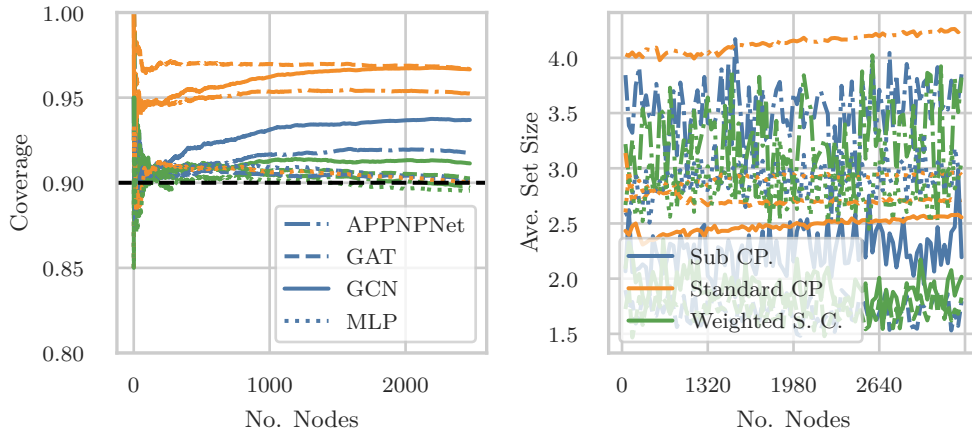 1.00
0.95
0.90
0.85
0.80
Coverage
APPNPNet
GAT
GCN
MLP
0
1000
2000
No. Nodes
4.0
3.5
3.0
2.5
2.0
1.5
Ave. Set Size
Sub CP.
Standard CP
Weighted S. C.
0
1320
1980
2640
No. Nodes